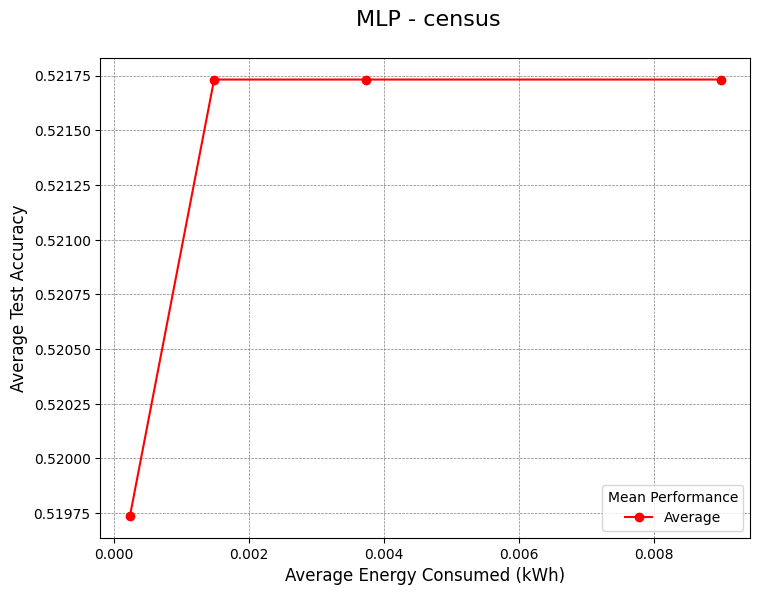 MLP - census
0.52175
0.52150
0.52125
0.52100
0.52075
0.52050
0.52025
0.52000
0.51975
Average Test Accuracy
0.000 0.002 0.004 0.006 0.008
Average Energy Consumed (kWh)
Mean Performance
Average